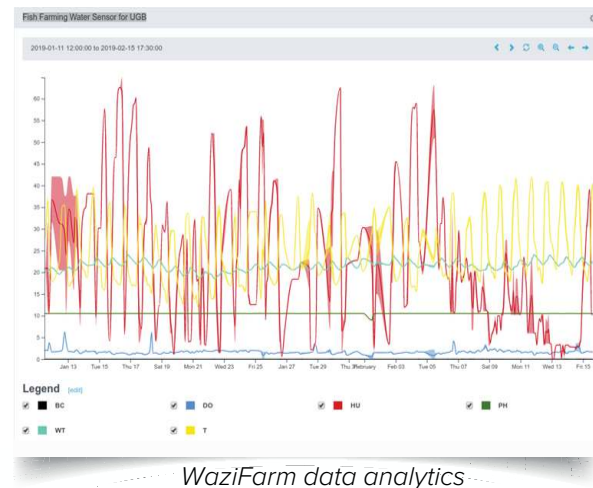 Fish Farming Water Sensor for UGB
2019-01-11 12:00:00 to 2019-02-15 17:30:00
60
55
50
45
40
35
30
25
20
15
10
5
0
Jan 13 Tue 15 Thu 17 Sat 19 Mon 21 Wed 23 Fri 25 Jan 27 Tue 29 Thu 31 February Feb 03 Tue 05 Thu 07 Sat 09 Mon 11 Wed 13 Fri 15
Legend [edit]
BC DO HU PH
WT T
WaziFarm data analytics